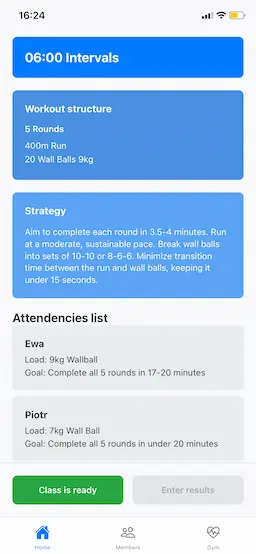 16:24
06:00 Intervals
Workout structure
5 Rounds
400m Run
20 Wall Balls 9kg
Strategy
Aim to complete each round in 3.5-4 minutes. Run
at a moderate, sustainable pace. Break wall balls
into sets of 10-10 or 8-6-6. Minimize transition
time between the run and wall balls, keeping it
under 15 seconds.
Attendencies list
Ewa
Load: 9kg Wallball
Goal: Complete all 5 rounds in 17-20 minutes
Piotr
Load: 7kg Wall Ball
Goal: Complete all 5 rounds in under 20 minutes
Class is ready
Enter results
Home
Members
Gym